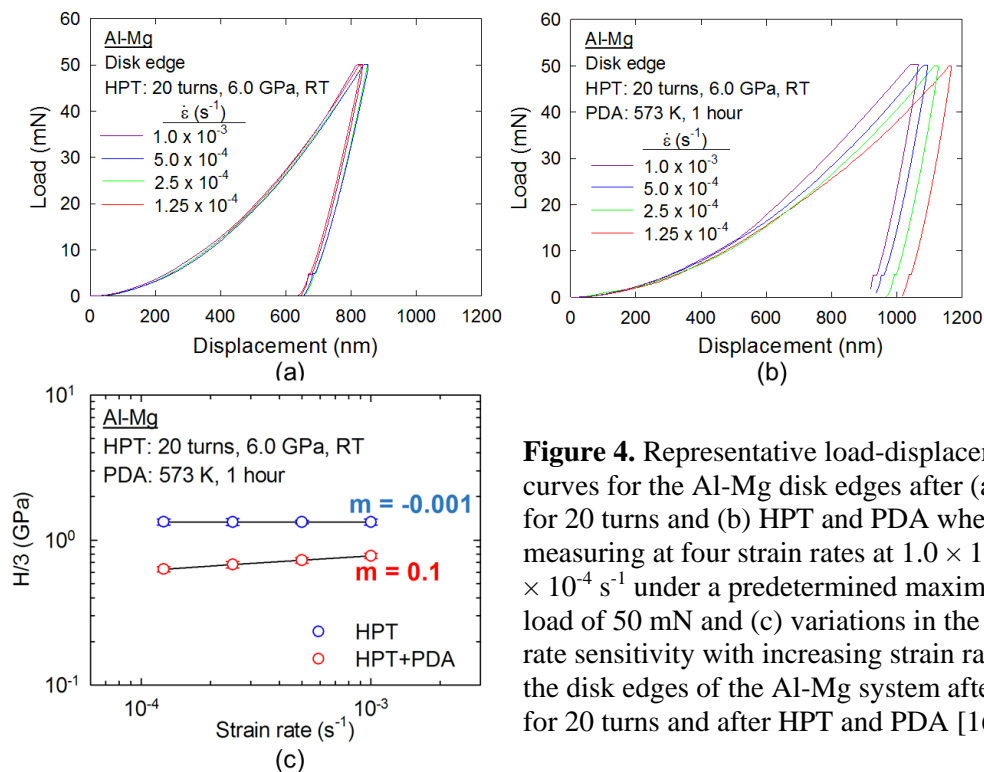 Al-Mg
Disk edge
HPT: 20 turns, 6.0 GPa, RT
ε̇ (s⁻¹)
1.0 x 10⁻³
5.0 x 10⁻⁴
2.5 x 10⁻⁴
1.25 x 10⁻⁴
60
50
40
30
20
10
0
Load (mN)
0 200 400 600 800 1000 1200
Displacement (nm)
(a)
Al-Mg
Disk edge
HPT: 20 turns, 6.0 GPa, RT
PDA: 573 K, 1 hour
ε̇ (s⁻¹)
1.0 x 10⁻³
5.0 x 10⁻⁴
2.5 x 10⁻⁴
1.25 x 10⁻⁴
60
50
40
30
20
10
0
Load (mN)
0 200 400 600 800 1000 1200
Displacement (nm)
(b)
Al-Mg
HPT: 20 turns, 6.0 GPa, RT
PDA: 573 K, 1 hour
m = -0.001
m = 0.1
HPT
HPT+PDA
10¹
10⁰
10⁻¹
H/3 (GPa)
10⁻⁴ 10⁻³
Strain rate (s⁻¹)
(c)
Figure 4. Representative load-displacem
curves for the Al-Mg disk edges after (a
for 20 turns and (b) HPT and PDA whe
measuring at four strain rates at 1.0 × 1
× 10⁻⁴ s⁻¹ under a predetermined maxim
load of 50 mN and (c) variations in the
rate sensitivity with increasing strain ra
the disk edges of the Al-Mg system afte
for 20 turns and after HPT and PDA [16